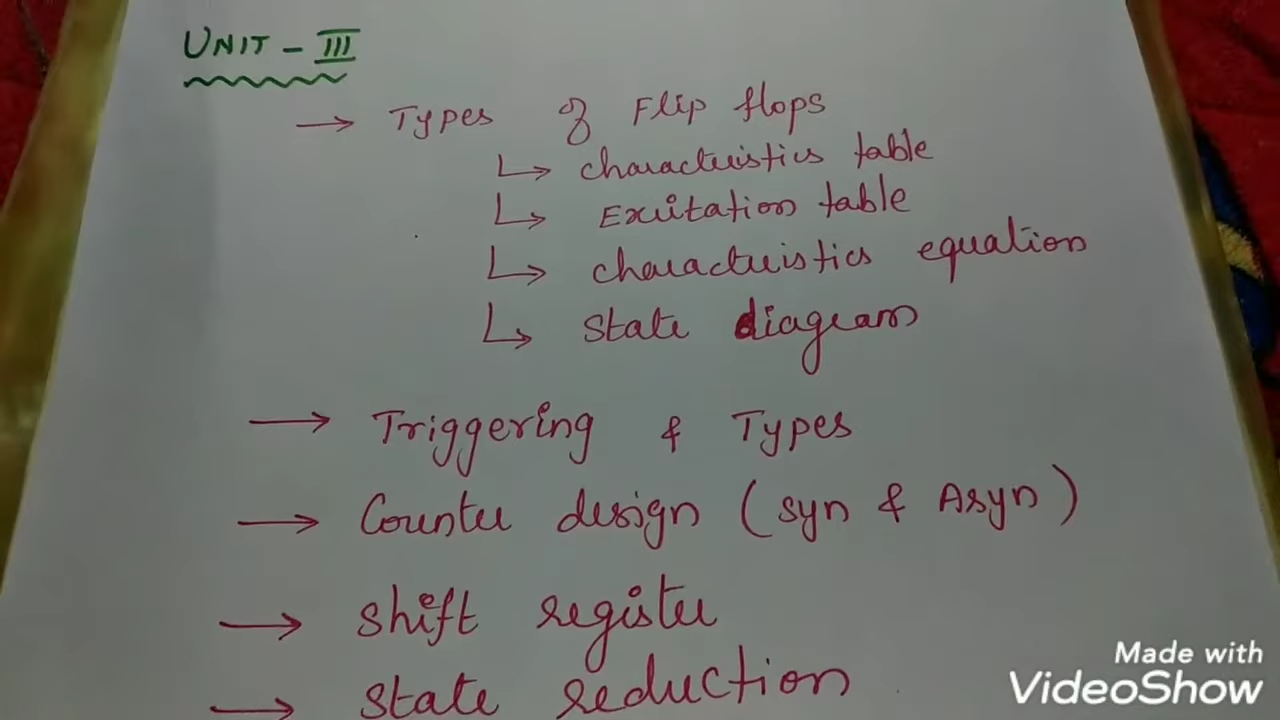 UNIT - III
→ Types of Flip flops
↳ characteristics table
↳ Excitation table
↳ characteristics equation
↳ State diagram
→ Triggering & Types
→ Counter design (Syn & Asyn)
→ Shift register
→ State reduction
Made with
VideoShow